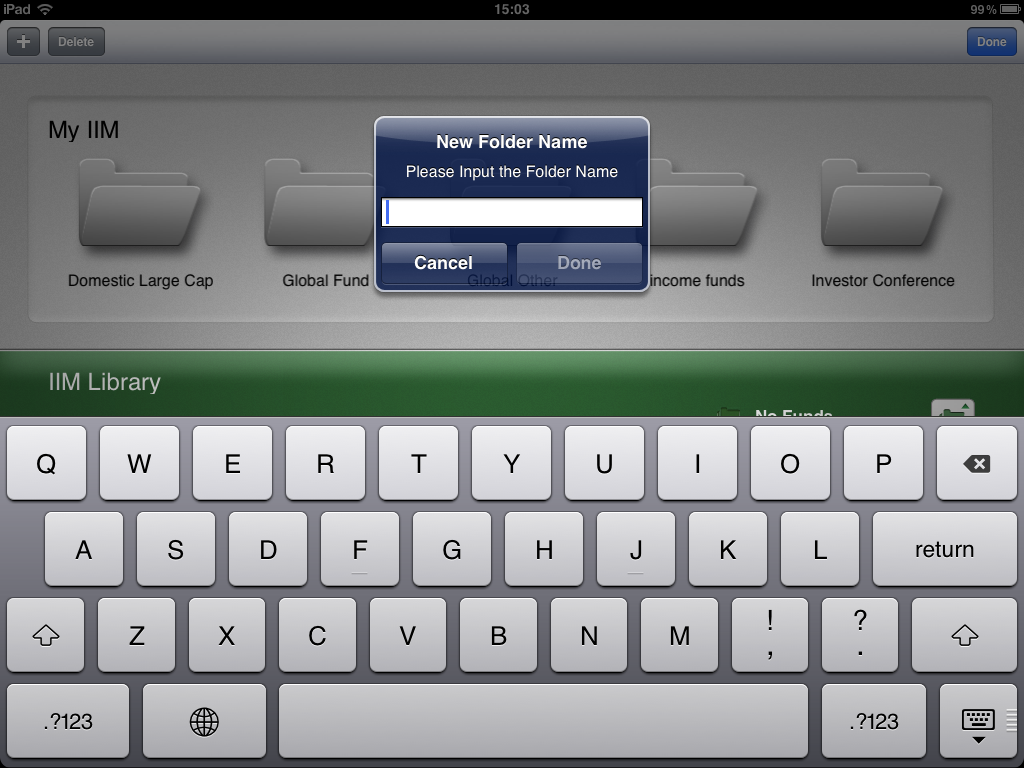 iPad 15:03 99%
Delete Done
My IIM
New Folder Name
Please Input the Folder Name
Cancel Done
Domestic Large Cap Global Fund Global Other income funds Investor Conference
IIM Library
No Funds
Q W E R T Y U I O P
A S D F G H J K L return
Z X C V B N M ! , ? .
.?123 .?123